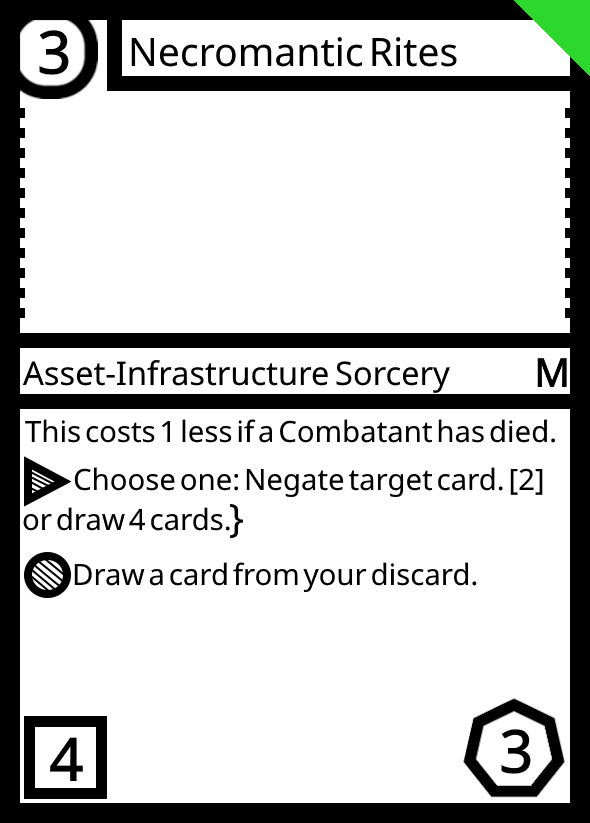 3
Necromantic Rites
Asset-Infrastructure Sorcery M
This costs 1 less if a Combatant has died.
Choose one: Negate target card. [2]
or draw 4 cards.}
Draw a card from your discard.
4
3